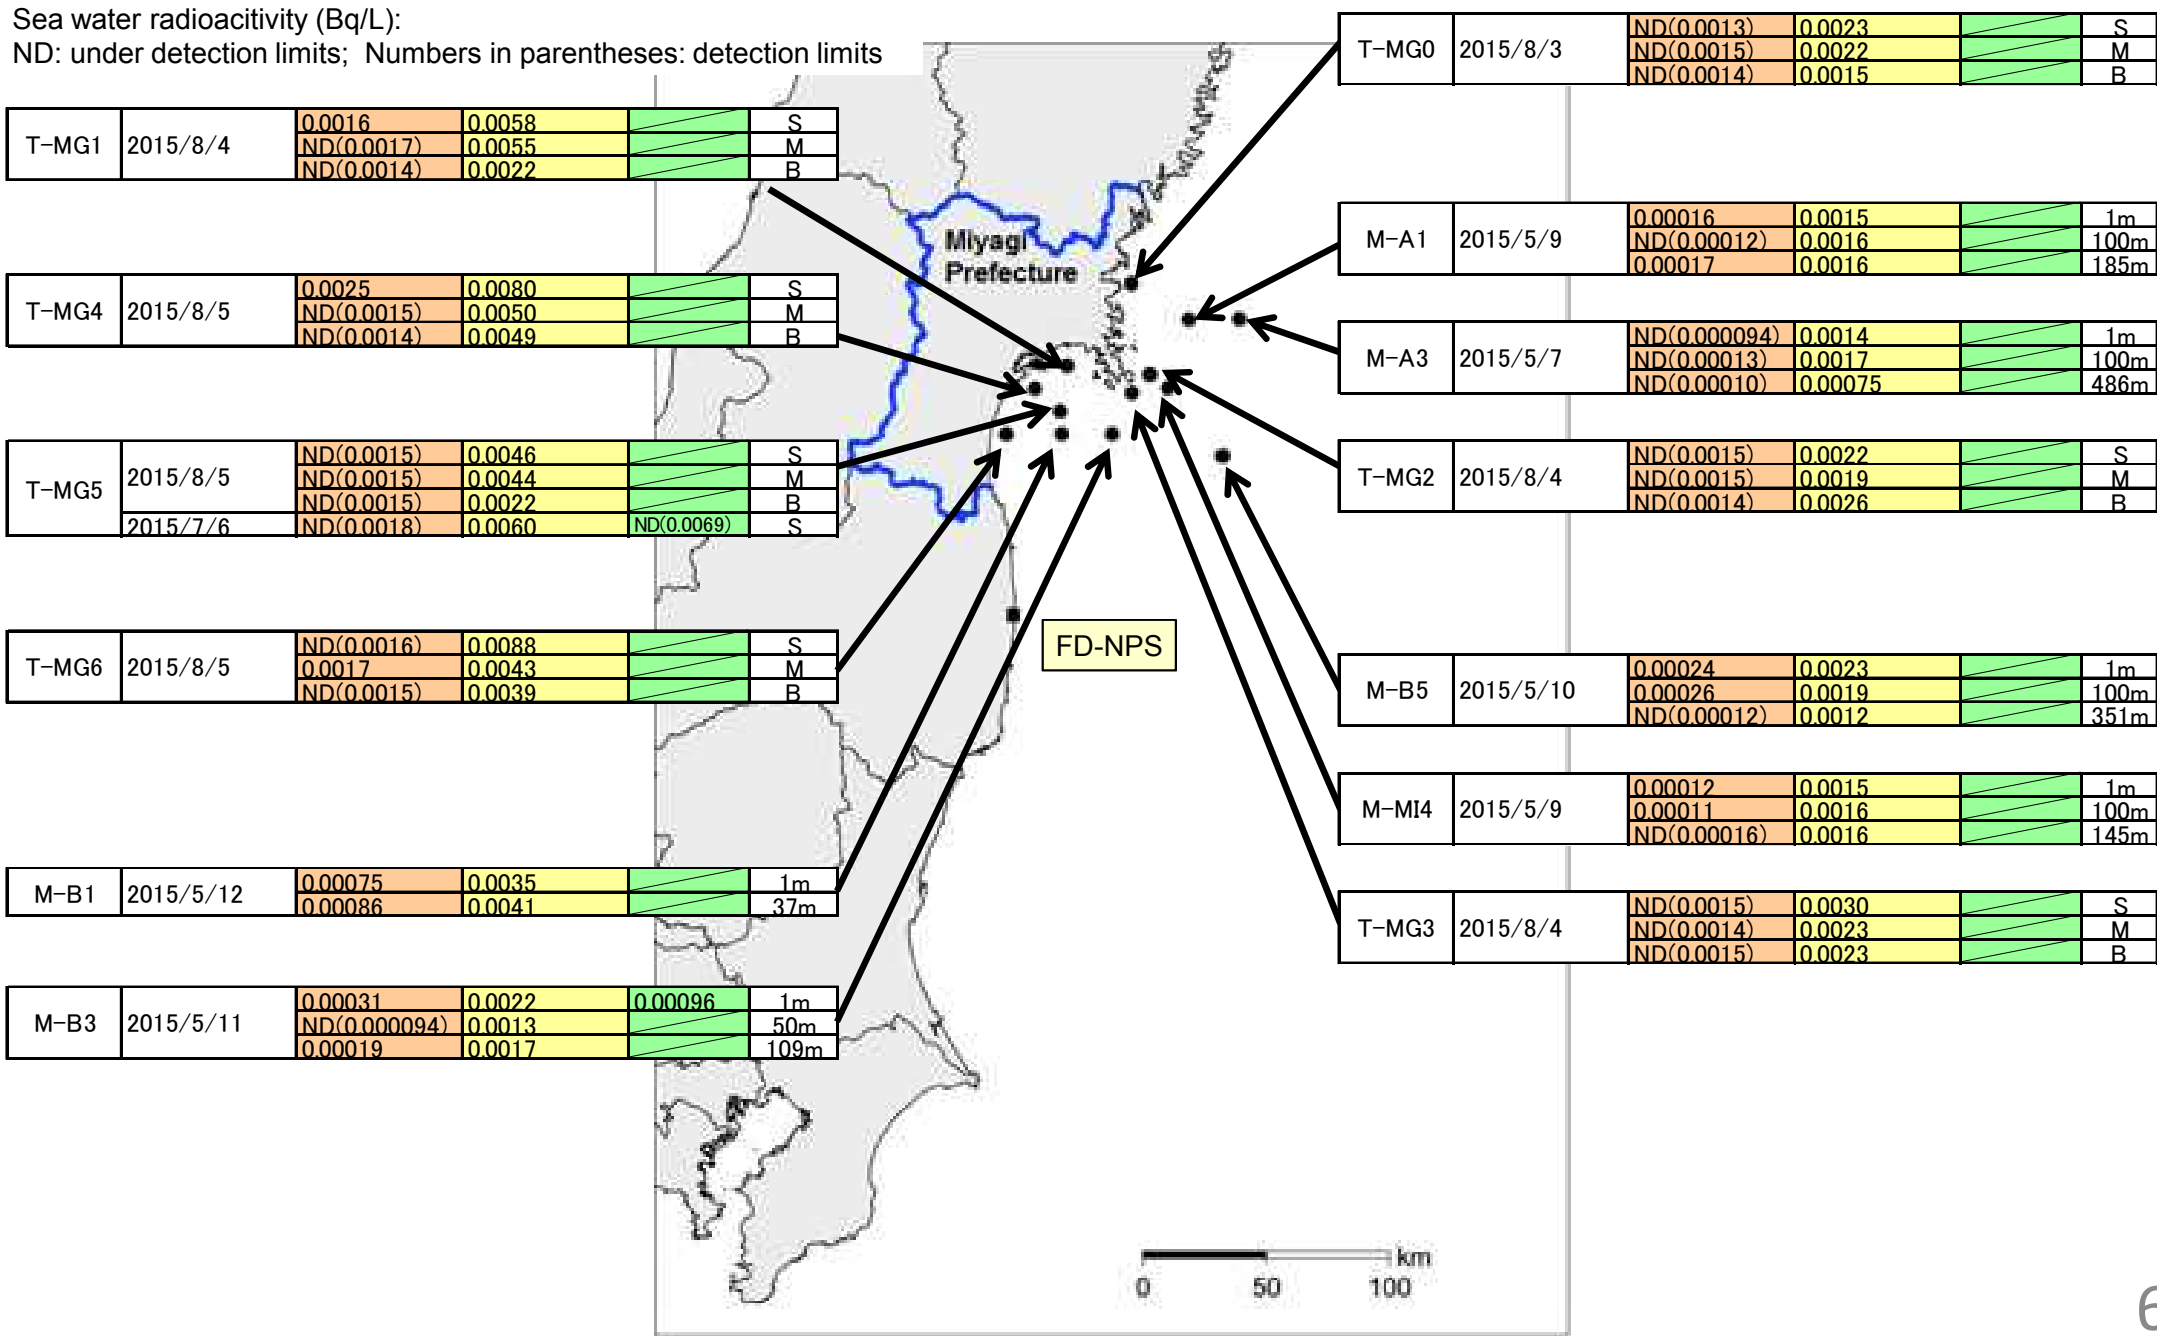 Sea water radioacitivity (Bq/L):
ND: under detection limits; Numbers in parentheses: detection limits
T-MG1 2015/8/4
0.0016 0.0058 S
ND(0.0017) 0.0055 M
ND(0.0014) 0.0022 B
T-MG4 2015/8/5
0.0025 0.0080 S
ND(0.0015) 0.0050 M
ND(0.0014) 0.0049 B
T-MG5 2015/8/5
ND(0.0015) 0.0046 S
ND(0.0015) 0.0044 M
ND(0.0015) 0.0022 B
2015/7/6 ND(0.0018) 0.0060 ND(0.0069) S
T-MG6 2015/8/5
ND(0.0016) 0.0088 S
0.0017 0.0043 M
ND(0.0015) 0.0039 B
M-B1 2015/5/12
0.00075 0.0035 1m
0.00086 0.0041 37m
M-B3 2015/5/11
0.00031 0.0022 0.00096 1m
ND(0.000094) 0.0013 50m
0.00019 0.0017 109m
Miyagi
Prefecture
FD-NPS
km
0 50 100
T-MG0 2015/8/3
ND(0.0013) 0.0023 S
ND(0.0015) 0.0022 M
ND(0.0014) 0.0015 B
M-A1 2015/5/9
0.00016 0.0015 1m
ND(0.00012) 0.0016 100m
0.00017 0.0016 185m
M-A3 2015/5/7
ND(0.000094) 0.0014 1m
ND(0.00013) 0.0017 100m
ND(0.00010) 0.00075 486m
T-MG2 2015/8/4
ND(0.0015) 0.0022 S
ND(0.0015) 0.0019 M
ND(0.0014) 0.0026 B
M-B5 2015/5/10
0.00024 0.0023 1m
0.00026 0.0019 100m
ND(0.00012) 0.0012 351m
M-MI4 2015/5/9
0.00012 0.0015 1m
0.00011 0.0016 100m
ND(0.00016) 0.0016 145m
T-MG3 2015/8/4
ND(0.0015) 0.0030 S
ND(0.0014) 0.0023 M
ND(0.0015) 0.0023 B
6